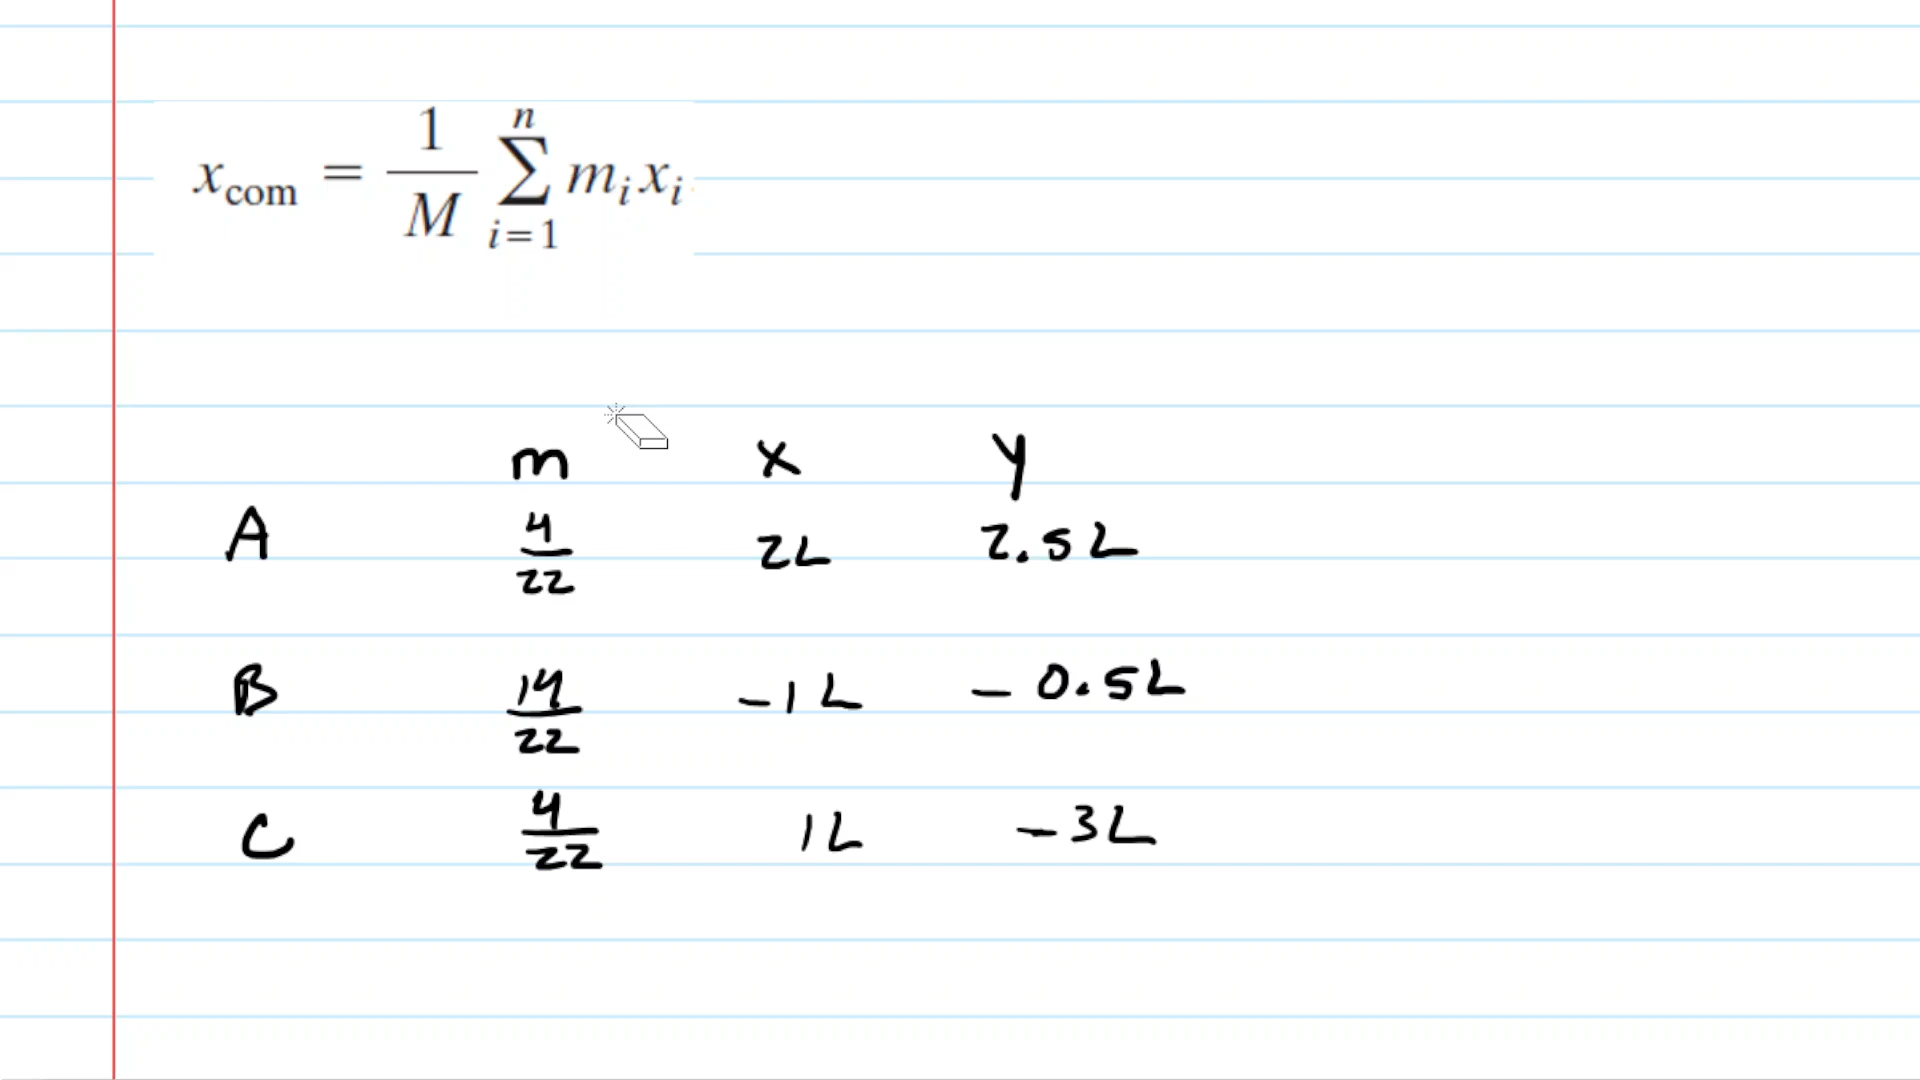 x_com = 1/M \sum_{i=1}^{n} m_i x_i
m x y
A 4/22 2L 2.5L
B 14/22 -1L -0.5L
C 4/22 1L -3L